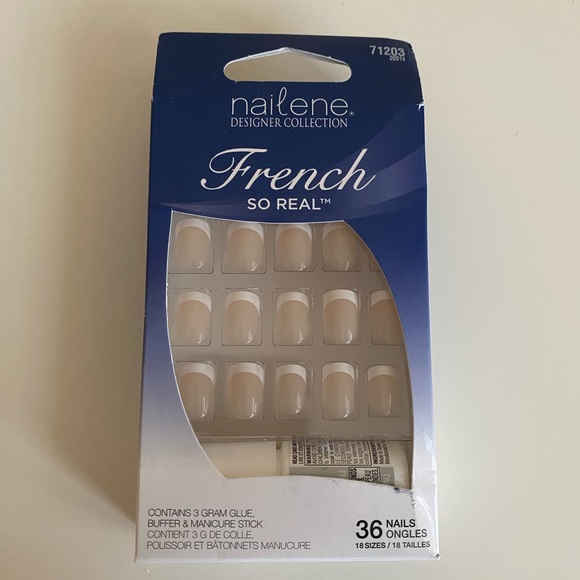 71203
00014
nailene®
DESIGNER COLLECTION
French
SO REAL™
CONTAINS 3 GRAM GLUE,
BUFFER & MANICURE STICK
CONTIENT 3 G DE COLLE,
POLISSOIR ET BÂTONNETS MANUCURE
36 NAILS
ONGLES
18 SIZES / 18 TAILLES